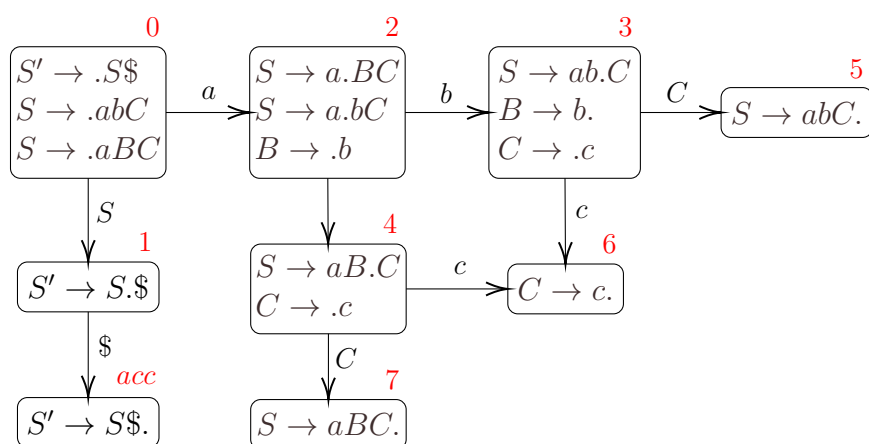 0
S′ → .S$
S → .abC
S → .aBC
a
2
S → a.BC
S → a.bC
B → .b
b
3
S → ab.C
B → b.
C → .c
C
5
S → abC.
S
c
1
S′ → S.$
4
S → aB.C
C → .c
c
6
C → c.
$
C
acc
S′ → S$.
7
S → aBC.